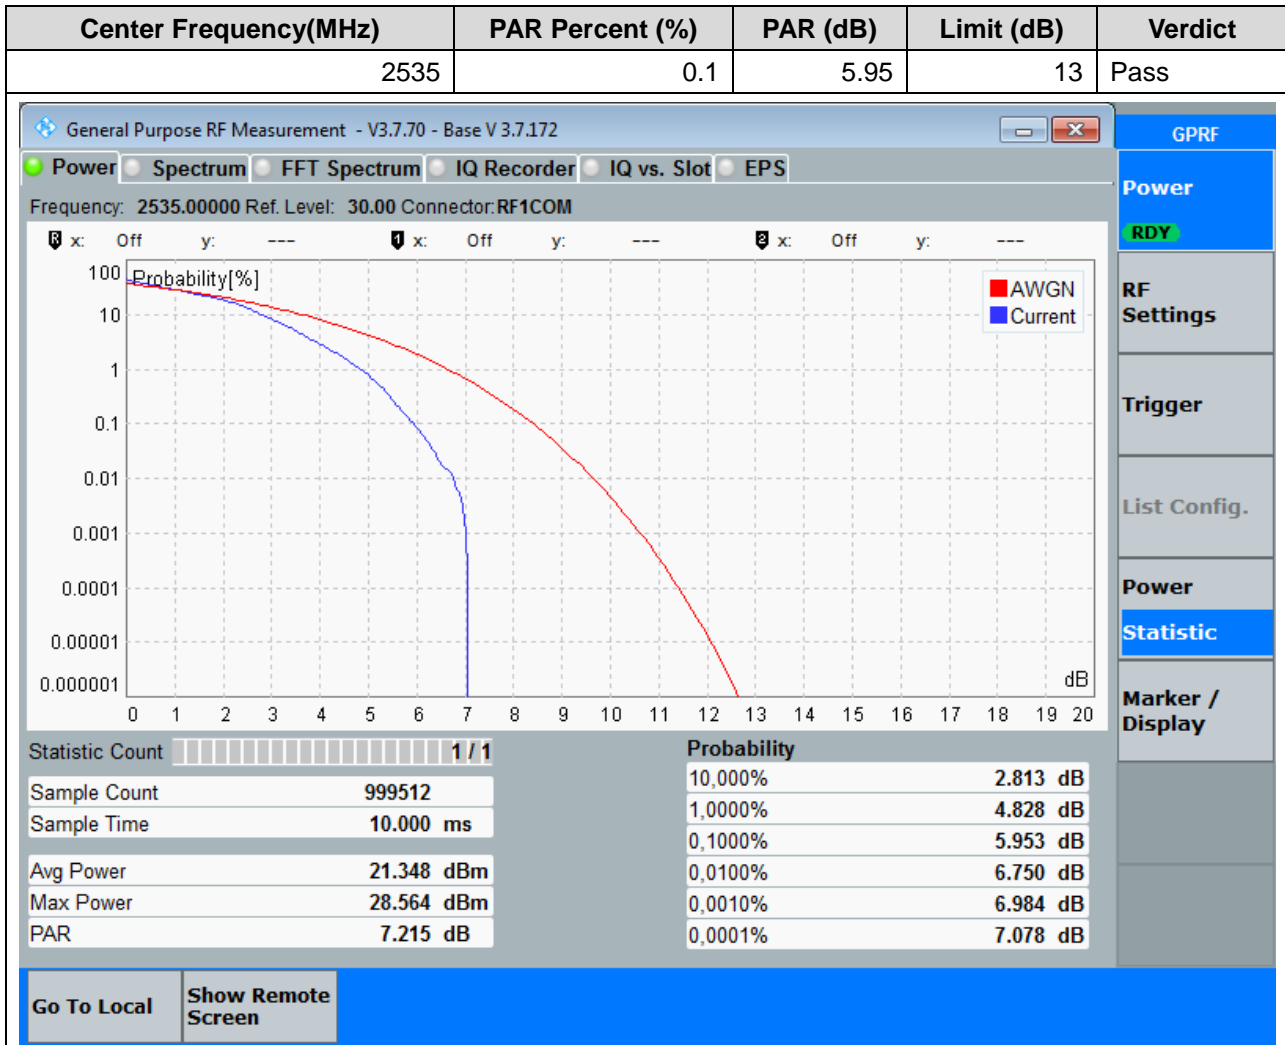 Center Frequency(MHz) PAR Percent (%) PAR (dB) Limit (dB) Verdict
2535 0.1 5.95 13 Pass
General Purpose RF Measurement - V3.7.70 - Base V 3.7.172
GPRF
Power Spectrum FFT Spectrum IQ Recorder IQ vs. Slot EPS
Power
RDY
Frequency: 2535.00000 Ref. Level: 30.00 Connector: RF1COM
R x: Off y: --- 1 x: Off y: --- 2 x: Off y: ---
Probability[%]
AWGN
Current
100
10
1
0.1
0.01
0.001
0.0001
0.00001
0.000001
dB
0 1 2 3 4 5 6 7 8 9 10 11 12 13 14 15 16 17 18 19 20
RF
Settings
Trigger
List Config.
Power
Statistic
Marker /
Display
Statistic Count 1 / 1
Sample Count 999512
Sample Time 10.000 ms
Avg Power 21.348 dBm
Max Power 28.564 dBm
PAR 7.215 dB
Probability
10,000% 2.813 dB
1,0000% 4.828 dB
0,1000% 5.953 dB
0,0100% 6.750 dB
0,0010% 6.984 dB
0,0001% 7.078 dB
Go To Local
Show Remote
Screen